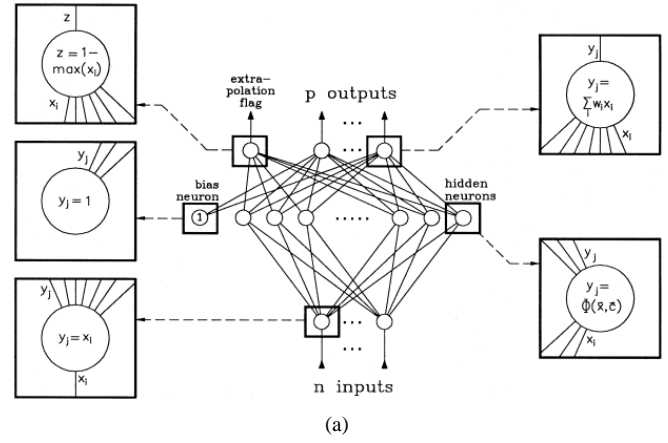 z
z = 1-
max(xᵢ)
xᵢ
extra-
polation
flag
p outputs
...
...
yⱼ
yⱼ =
∑ wᵢxᵢ
i
xᵢ
yⱼ
yⱼ = 1
bias
neuron
1
.....
hidden
neurons
yⱼ
yⱼ = xᵢ
xᵢ
...
...
n inputs
yⱼ
yⱼ =
Φ(x̄,c̄)
xᵢ
(a)